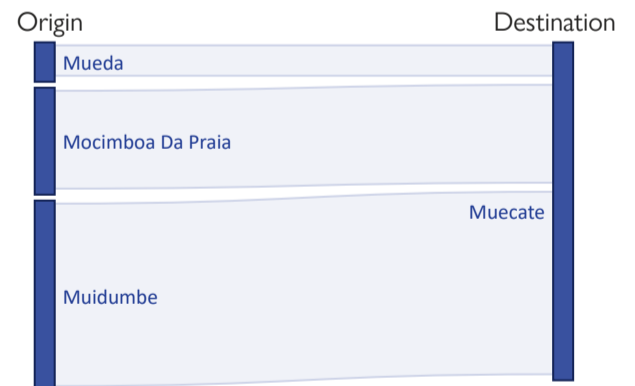 Origin
Destination
Mueda
Mocimboa Da Praia
Muecate
Muidumbe